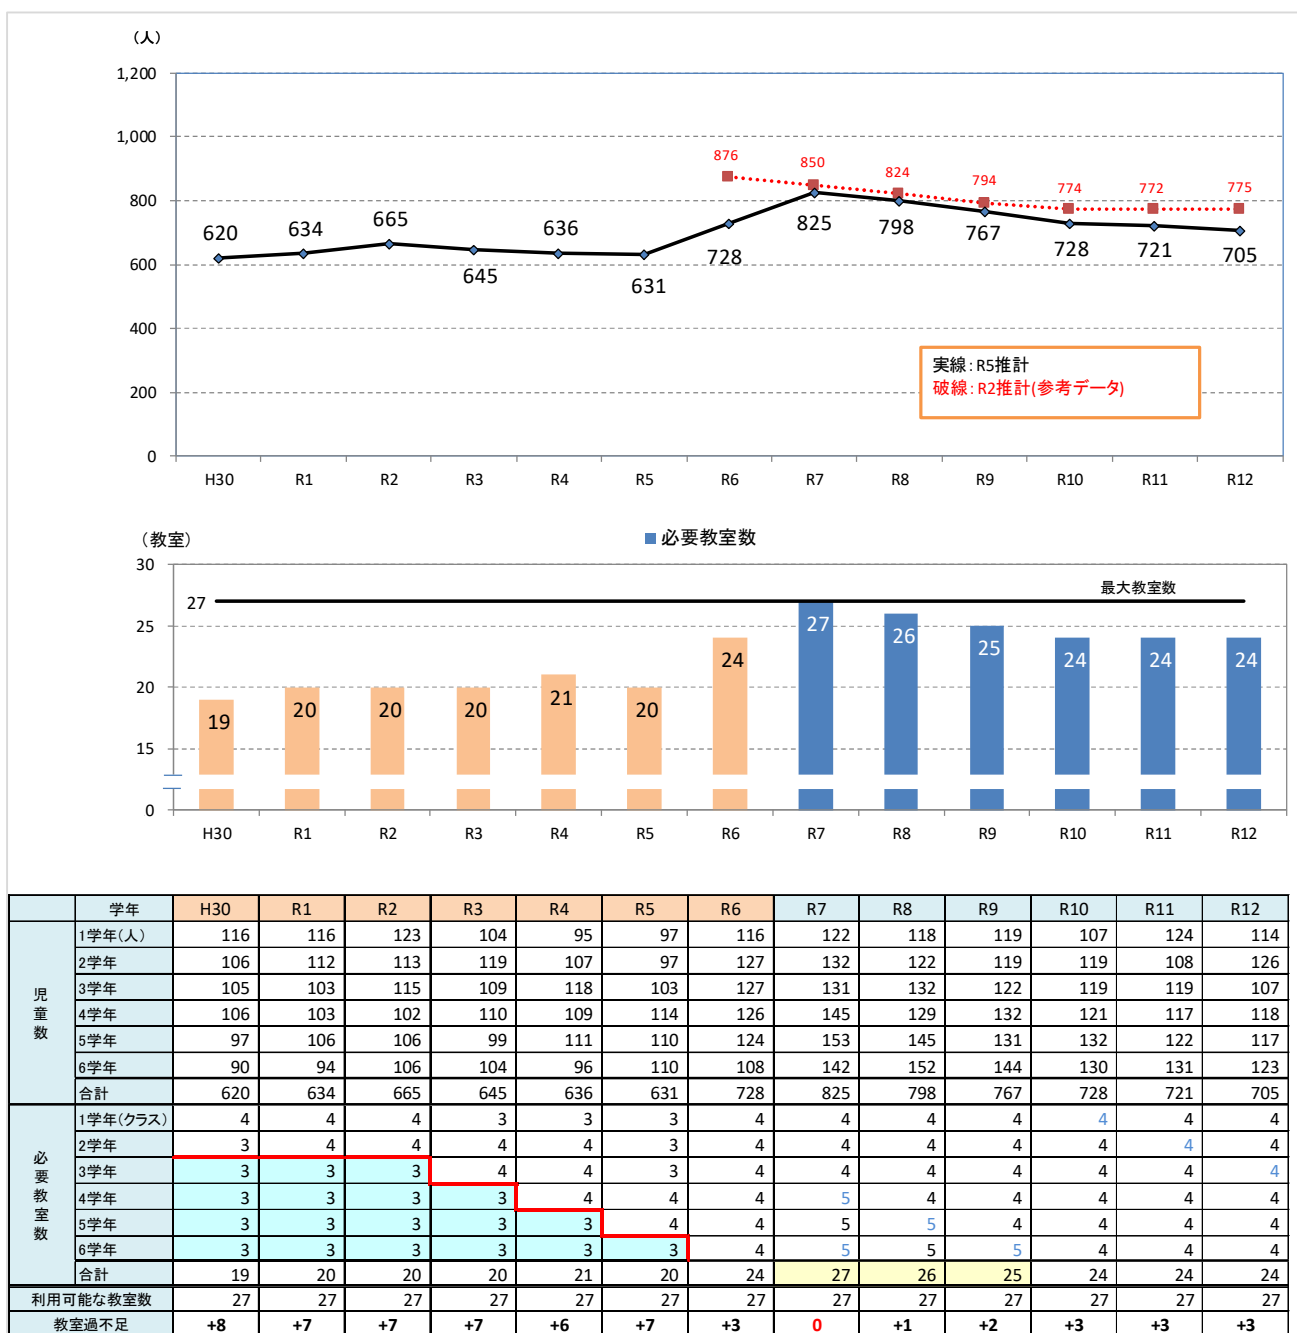 (人)
1,200
1,000
800
600
400
200
0
876 850 824 794 774 772 775
620 634 665 645 636 631 728 825 798 767 728 721 705
実線：R5推計
破線：R2推計(参考データ)
H30 R1 R2 R3 R4 R5 R6 R7 R8 R9 R10 R11 R12
(教室)
■必要教室数
30
25
20
15
0
27
最大教室数
19 20 20 20 21 20 24 27 26 25 24 24 24
H30 R1 R2 R3 R4 R5 R6 R7 R8 R9 R10 R11 R12
学年 H30 R1 R2 R3 R4 R5 R6 R7 R8 R9 R10 R11 R12
児童数
1学年(人) 116 116 123 104 95 97 116 122 118 119 107 124 114
2学年 106 112 113 119 107 97 127 132 122 119 119 108 126
3学年 105 103 115 109 118 103 127 131 132 122 119 119 107
4学年 106 103 102 110 109 114 126 145 129 132 121 117 118
5学年 97 106 106 99 111 110 124 153 145 131 132 122 117
6学年 90 94 106 104 96 110 108 142 152 144 130 131 123
合計 620 634 665 645 636 631 728 825 798 767 728 721 705
必要教室数
1学年(クラス) 4 4 4 3 3 3 4 4 4 4 4 4 4
2学年 3 4 4 4 4 3 4 4 4 4 4 4 4
3学年 3 3 3 4 4 3 4 4 4 4 4 4 4
4学年 3 3 3 3 4 4 4 5 4 4 4 4 4
5学年 3 3 3 3 3 4 4 5 5 4 4 4 4
6学年 3 3 3 3 3 3 4 5 5 5 4 4 4
合計 19 20 20 20 21 20 24 27 26 25 24 24 24
利用可能な教室数 27 27 27 27 27 27 27 27 27 27 27 27 27
教室過不足 +8 +7 +7 +7 +6 +7 +3 0 +1 +2 +3 +3 +3